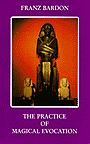 FRANZ BARDON
THE PRACTICE
OF
MAGICAL EVOCATION